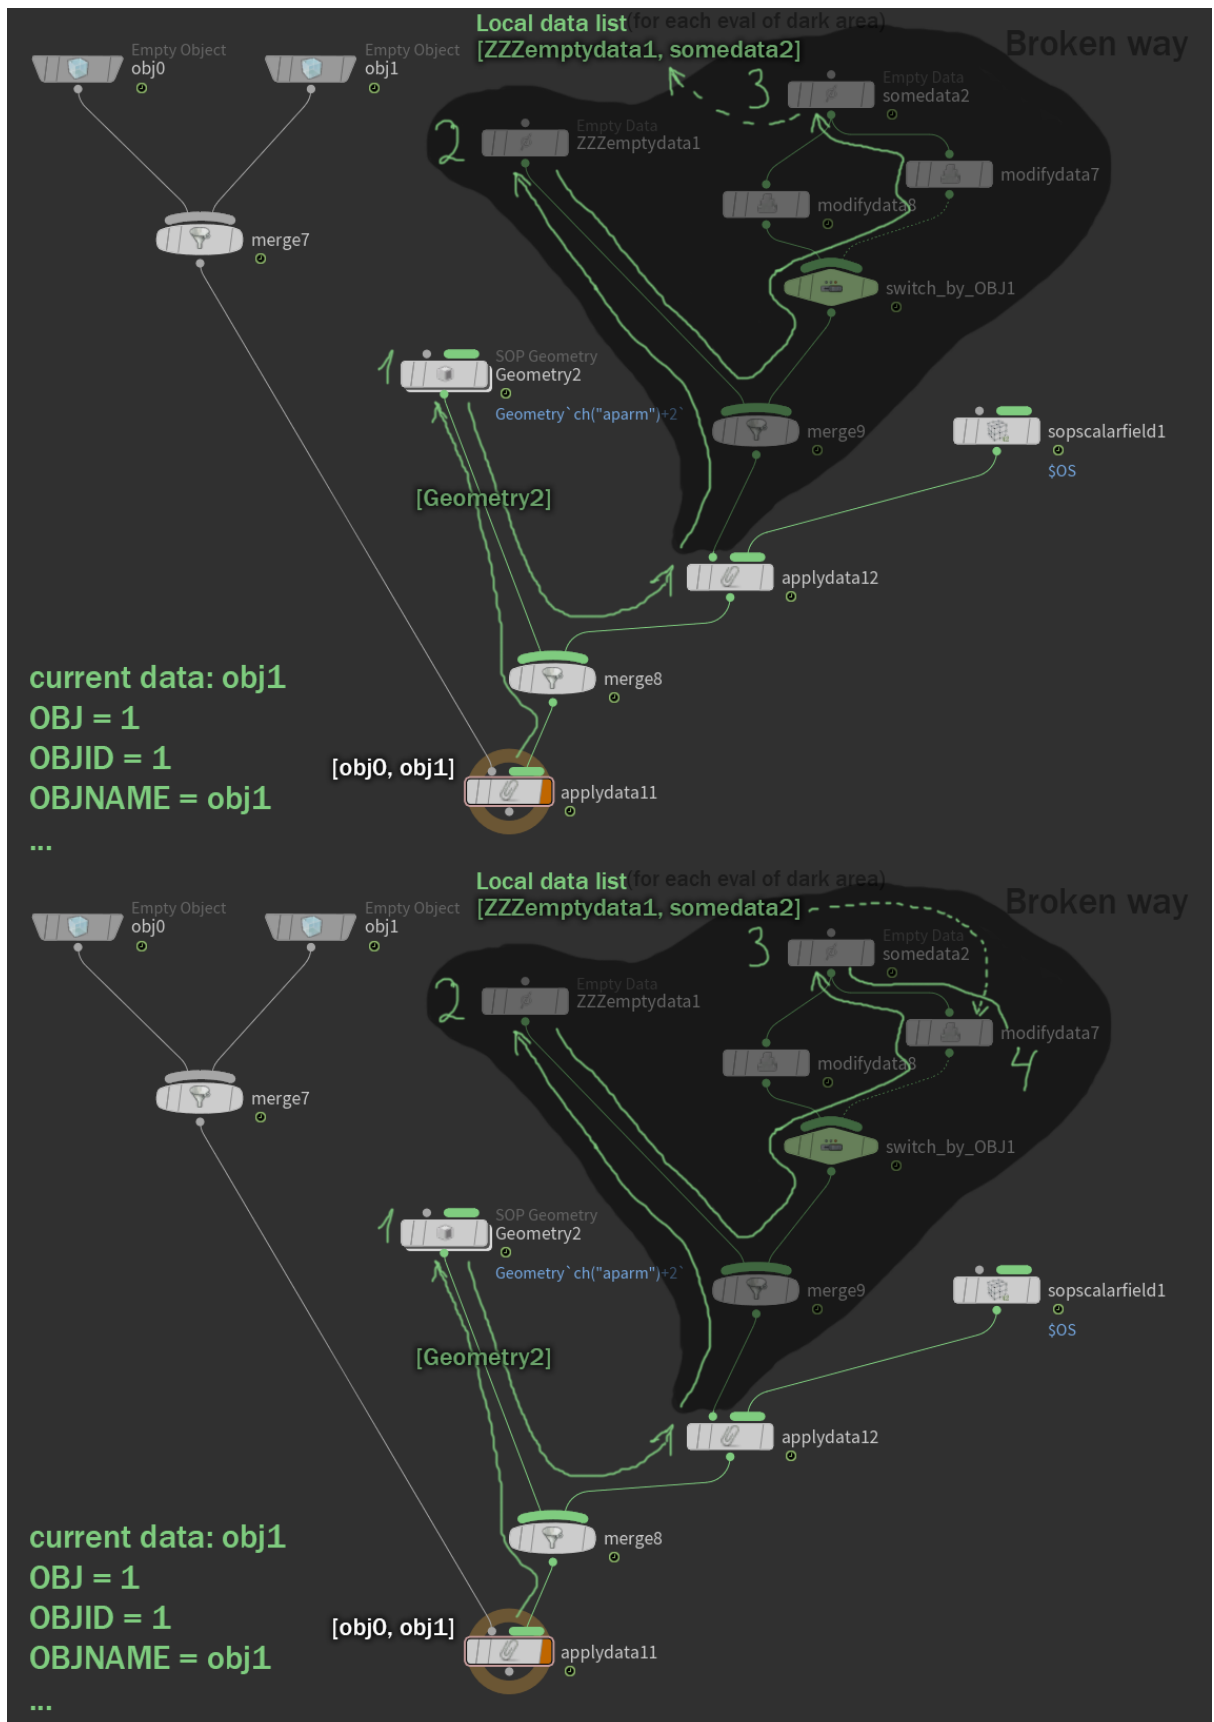 Local data list (for each eval of dark area)
[ZZZemptydata1, somedata2]
Broken way
Empty Object
obj0
Empty Object
obj1
3
Empty Data
somedata2
2
Empty Data
ZZZemptydata1
modifydata7
modifydata8
merge7
switch_by_OBJ1
1
SOP Geometry
Geometry2
Geometry`ch("aparm")+2`
merge9
sopscalarfield1
$OS
[Geometry2]
applydata12
merge8
current data: obj1
OBJ = 1
OBJID = 1
OBJNAME = obj1
...
[obj0, obj1]
applydata11
Local data list (for each eval of dark area)
[ZZZemptydata1, somedata2]
Broken way
Empty Object
obj0
Empty Object
obj1
3
Empty Data
somedata2
2
Empty Data
ZZZemptydata1
modifydata7
modifydata8
4
merge7
switch_by_OBJ1
1
SOP Geometry
Geometry2
Geometry`ch("aparm")+2`
merge9
sopscalarfield1
$OS
[Geometry2]
applydata12
merge8
current data: obj1
OBJ = 1
OBJID = 1
OBJNAME = obj1
...
[obj0, obj1]
applydata11